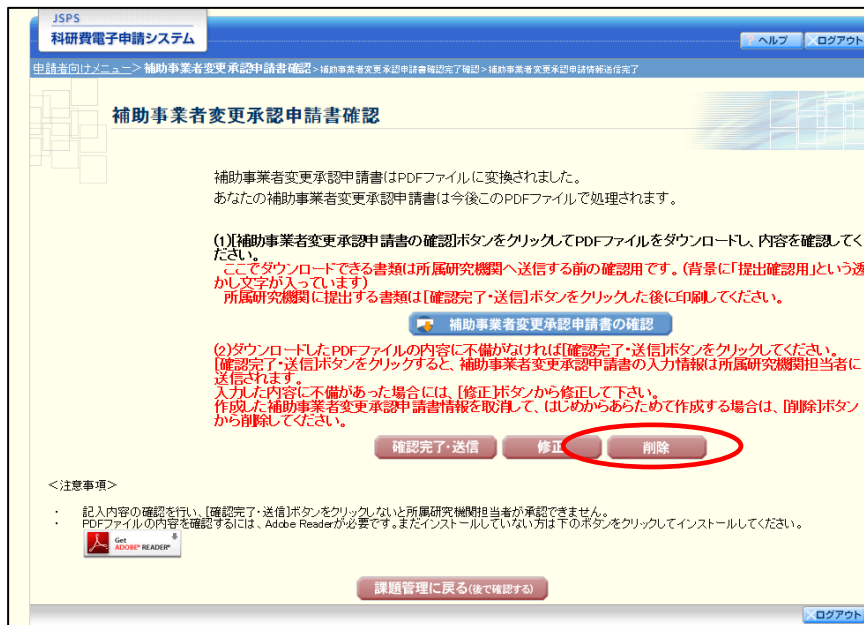 JSPS
科研費電子申請システム
ヘルプ ログアウト
申請者向けメニュー>補助事業者変更承認申請書確認>補助事業者変更承認申請書確認完了確認>補助事業者変更承認申請情報送信完了
補助事業者変更承認申請書確認
補助事業者変更承認申請書はPDFファイルに変換されました。
あなたの補助事業者変更承認申請書は今後このPDFファイルで処理されます。
(1)[補助事業者変更承認申請書の確認]ボタンをクリックしてPDFファイルをダウンロードし、内容を確認してく
ださい。
ここでダウンロードできる書類は所属研究機関へ送信する前の確認用です。(背景に「提出確認用」という透
かし文字が入っています)
所属研究機関に提出する書類は[確認完了・送信]ボタンをクリックした後に印刷してください。
補助事業者変更承認申請書の確認
(2)ダウンロードしたPDFファイルの内容に不備がなければ[確認完了・送信]ボタンをクリックしてください。
[確認完了・送信]ボタンをクリックすると、補助事業者変更承認申請書の入力情報は所属研究機関担当者に
送信されます。
入力した内容に不備があった場合には、[修正]ボタンから修正して下さい。
作成した補助事業者変更承認申請書情報を取消して、はじめからあらためて作成する場合は、[削除]ボタン
から削除してください。
確認完了・送信 修正 削除
<注意事項>
・ 記入内容の確認を行い、[確認完了・送信]ボタンをクリックしないと所属研究機関担当者が承認できません。
・ PDFファイルの内容を確認するには、Adobe Readerが必要です。まだインストールしていない方は下のボタンをクリックしてインストールしてください。
Get
ADOBE® READER®
課題管理に戻る(後で確認する)
ログアウト